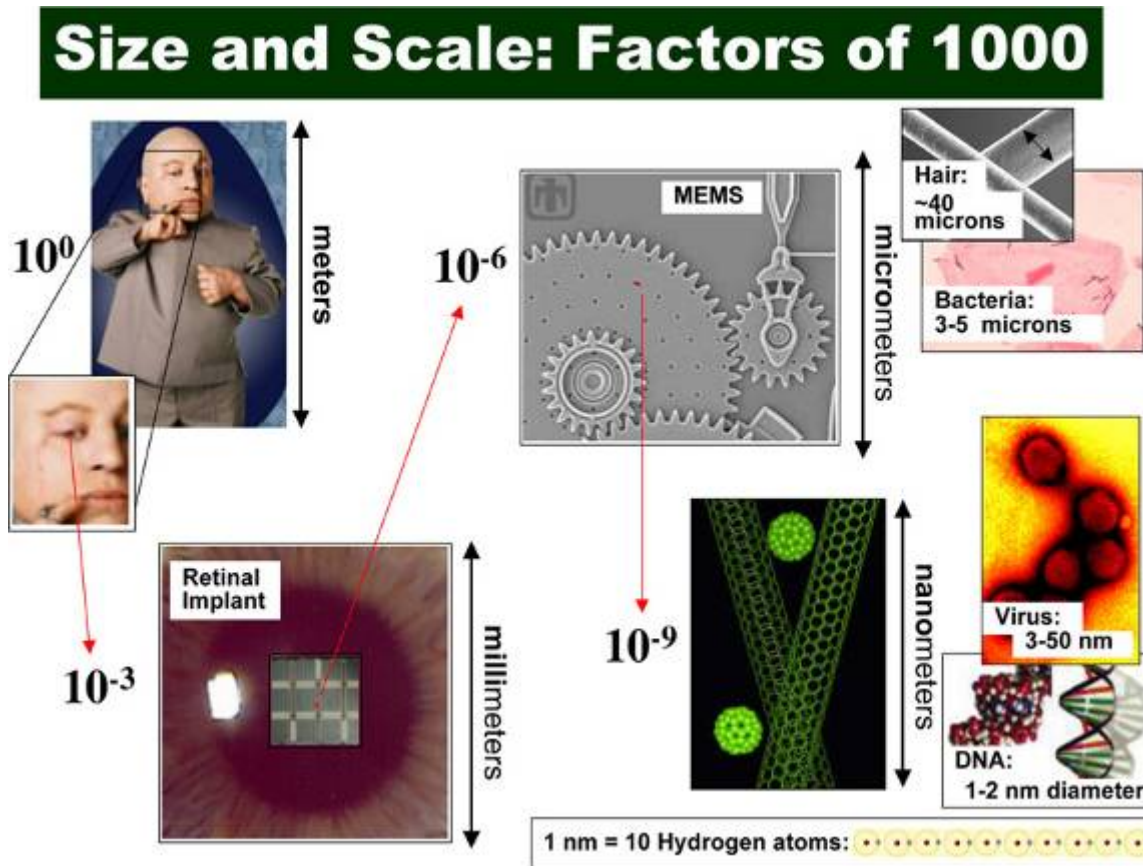 Size and Scale: Factors of 1000
10⁰
meters
10⁻³
Retinal
Implant
millimeters
10⁻⁶
MEMS
micrometers
Hair:
~40
microns
Bacteria:
3-5 microns
10⁻⁹
nanometers
Virus:
3-50 nm
DNA:
1-2 nm diameter
1 nm = 10 Hydrogen atoms: